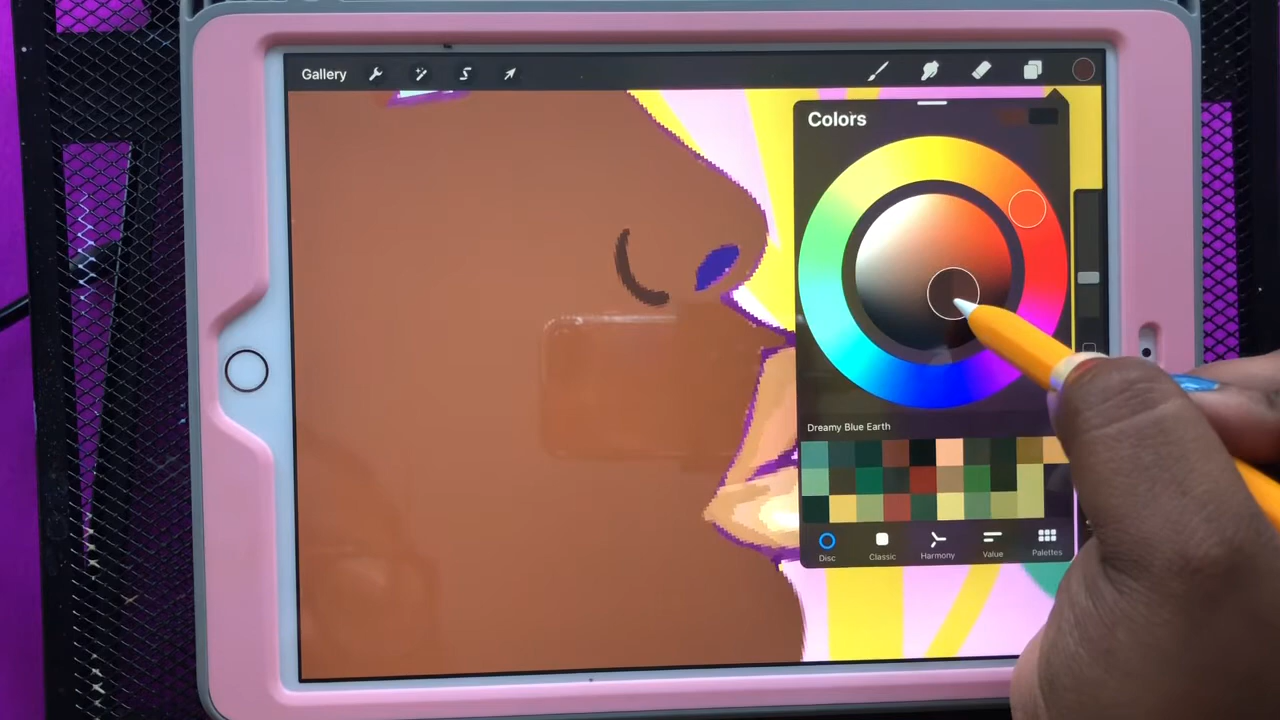 Gallery
Colors
Dreamy Blue Earth
Disc
Classic
Harmony
Value
Palettes